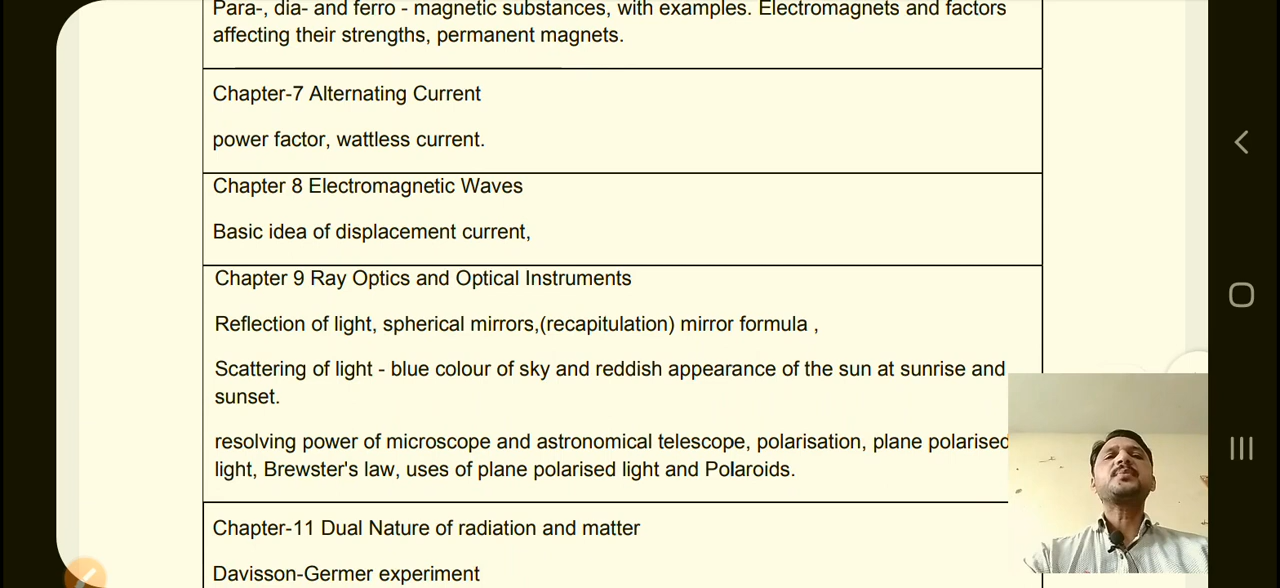 Para-, dia- and ferro - magnetic substances, with examples. Electromagnets and factors
affecting their strengths, permanent magnets.
Chapter-7 Alternating Current
power factor, wattless current.
Chapter 8 Electromagnetic Waves
Basic idea of displacement current,
Chapter 9 Ray Optics and Optical Instruments
Reflection of light, spherical mirrors,(recapitulation) mirror formula ,
Scattering of light - blue colour of sky and reddish appearance of the sun at sunrise and
sunset.
resolving power of microscope and astronomical telescope, polarisation, plane polarised
light, Brewster's law, uses of plane polarised light and Polaroids.
Chapter-11 Dual Nature of radiation and matter
Davisson-Germer experiment